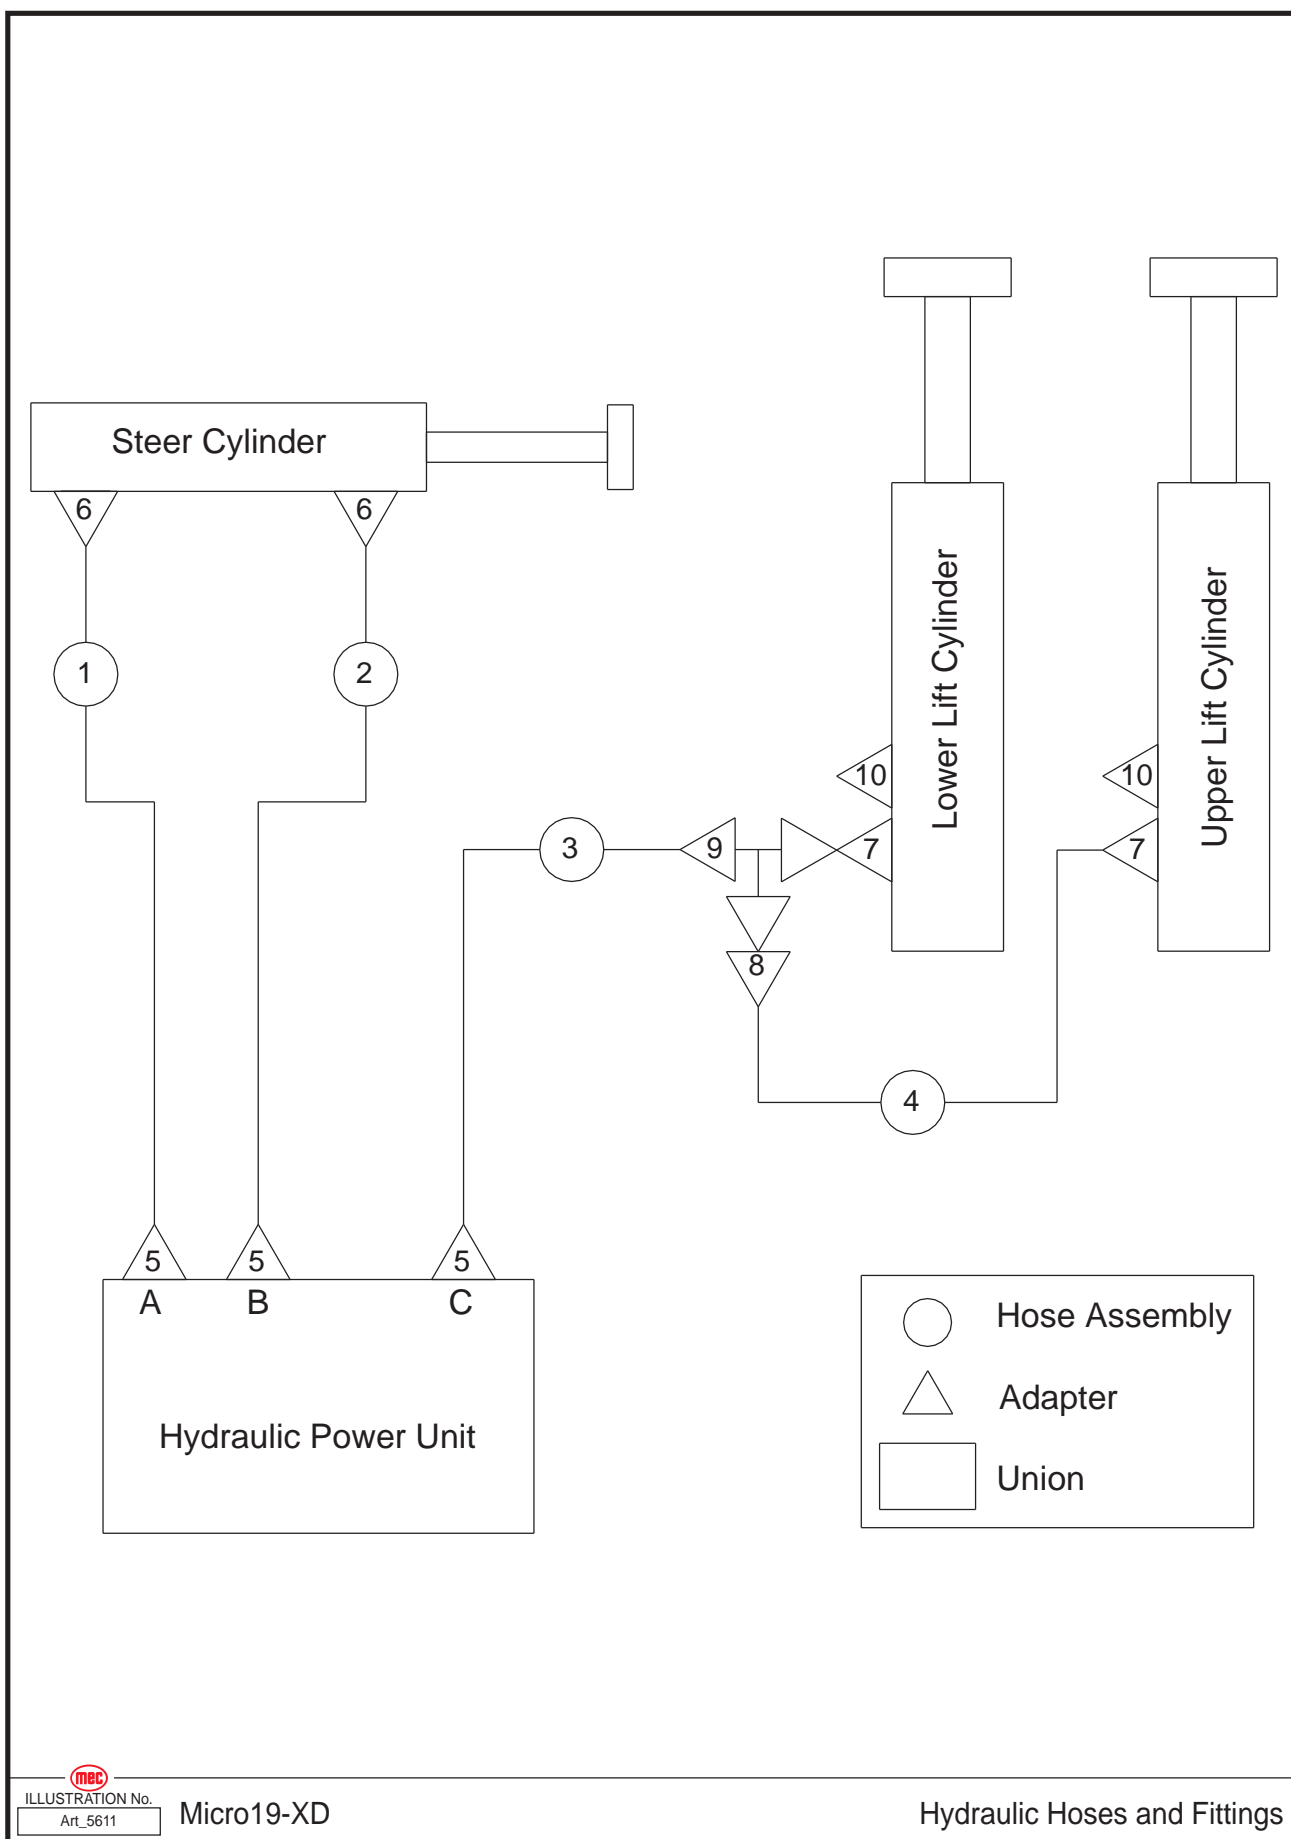 Steer Cylinder
6
6
1
2
Lower Lift Cylinder
Upper Lift Cylinder
10
10
3
9
7
7
8
4
5
5
5
A
B
C
Hydraulic Power Unit
Hose Assembly
Adapter
Union
mec
ILLUSTRATION No.
Art_5611
Micro19-XD
Hydraulic Hoses and Fittings